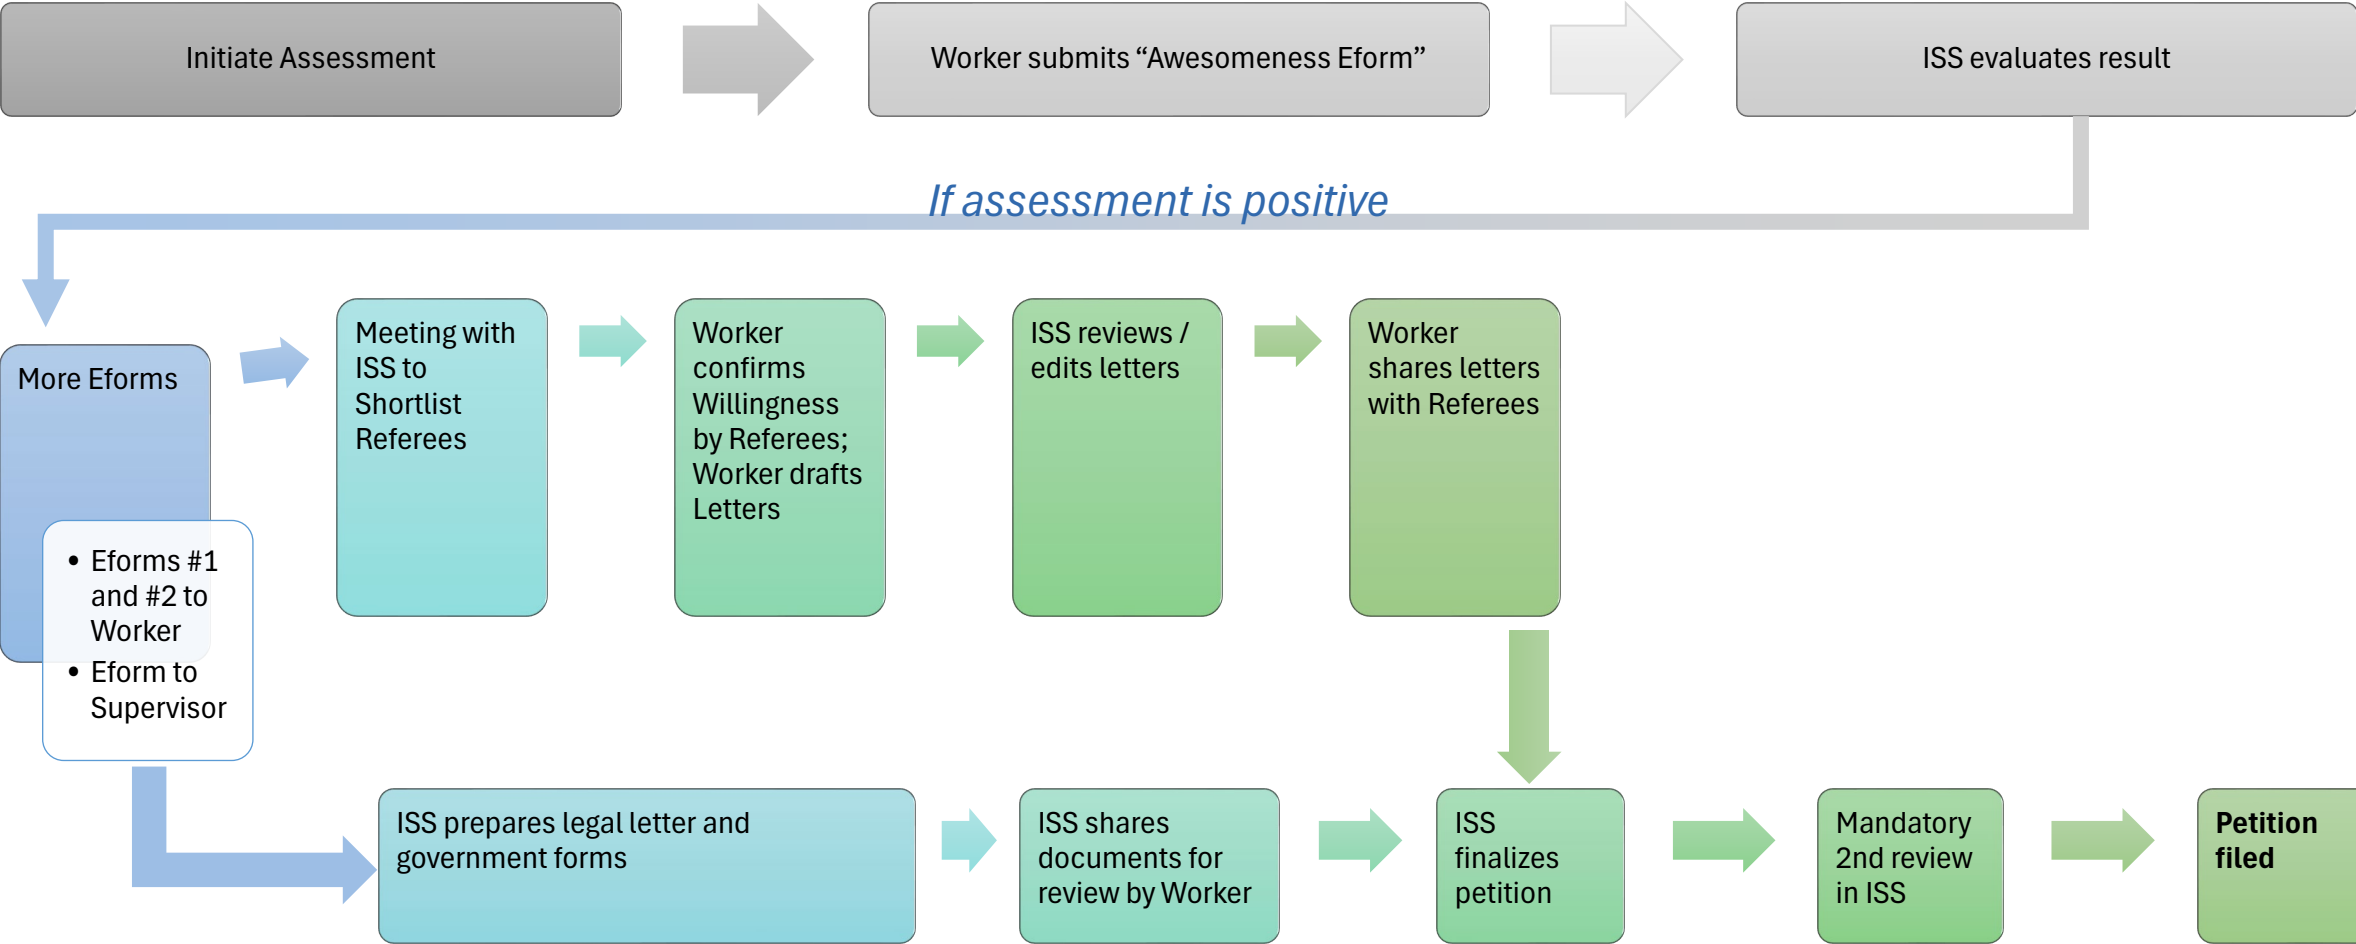 Initiate Assessment
Worker submits “Awesomeness Eform”
ISS evaluates result
If assessment is positive
More Eforms
• Eforms #1
and #2 to
Worker
• Eform to
Supervisor
Meeting with
ISS to
Shortlist
Referees
Worker
confirms
Willingness
by Referees;
Worker drafts
Letters
ISS reviews /
edits letters
Worker
shares letters
with Referees
ISS prepares legal letter and
government forms
ISS shares
documents for
review by Worker
ISS
finalizes
petition
Mandatory
2nd review
in ISS
Petition
filed